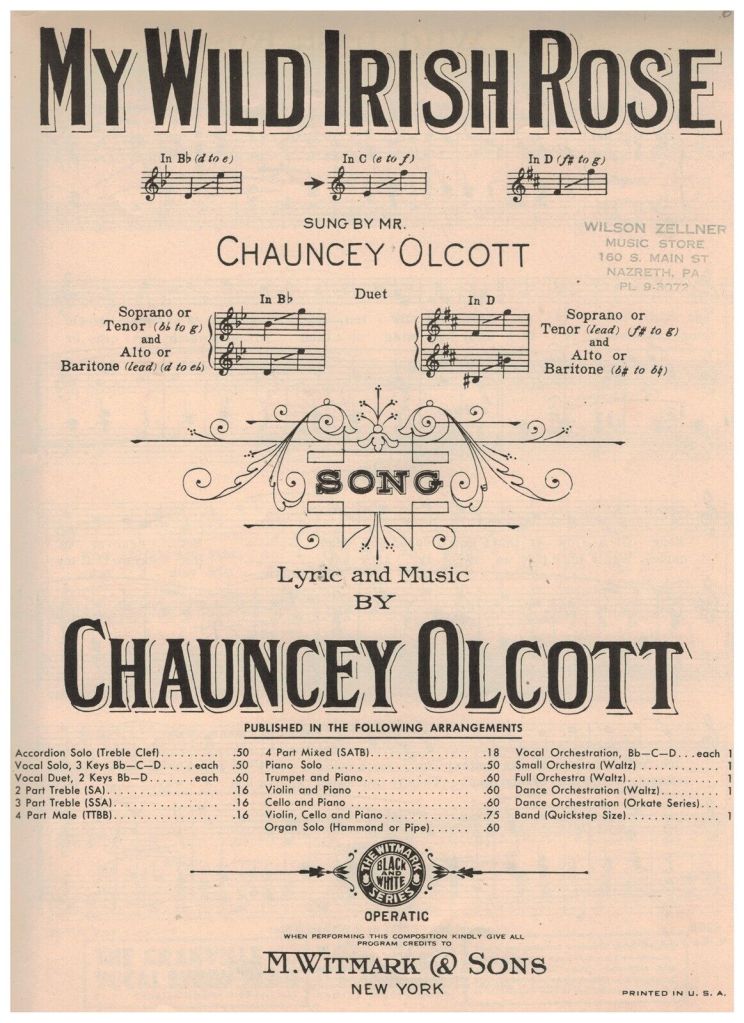 MY WILD IRISH ROSE
In B♭ (d to e) In C (e to f) In D (f# to g)
SUNG BY MR.
CHAUNCEY OLCOTT
WILSON ZELLNER
MUSIC STORE
160 S. MAIN ST
NAZRETH, PA
PL 9-3072
Duet
In B♭
Soprano or
Tenor (b♭ to g)
and
Alto or
Baritone (lead) (d to e♭)
In D
Soprano or
Tenor (lead) (f# to g)
and
Alto or
Baritone (b# to b♮)
SONG
Lyric and Music
BY
CHAUNCEY OLCOTT
PUBLISHED IN THE FOLLOWING ARRANGEMENTS
Accordion Solo (Treble Clef)......... .50
Vocal Solo, 3 Keys Bb—C—D......each .50
Vocal Duet, 2 Keys Bb—D........each .60
2 Part Treble (SA)................... .16
3 Part Treble (SSA).................. .16
4 Part Male (TTBB).................. .16
4 Part Mixed (SATB).................. .18
Piano Solo .......................... .50
Trumpet and Piano................... .60
Violin and Piano .................... .60
Cello and Piano ..................... .60
Violin, Cello and Piano.............. .75
Organ Solo (Hammond or Pipe)...... .60
Vocal Orchestration, Bb—C—D...each 1
Small Orchestra (Waltz) ............ 1
Full Orchestra (Waltz).............. 1
Dance Orchestration (Waltz)......... 1
Dance Orchestration (Orkate Series)...
Band (Quickstep Size).............. 1
THE WITMARK
BLACK
AND
WHITE
SERIES
OPERATIC
WHEN PERFORMING THIS COMPOSITION KINDLY GIVE ALL
PROGRAM CREDITS TO
M. WITMARK & SONS
NEW YORK
PRINTED IN U. S. A.